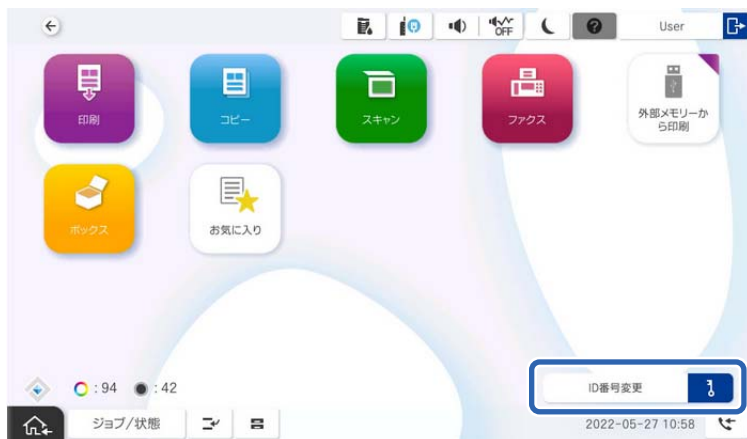 OFF
User
印刷
コピー
スキャン
ファクス
外部メモリーか
ら印刷
ボックス
お気に入り
:94
:42
ID番号変更
ジョブ/状態
2022-05-27 10:58